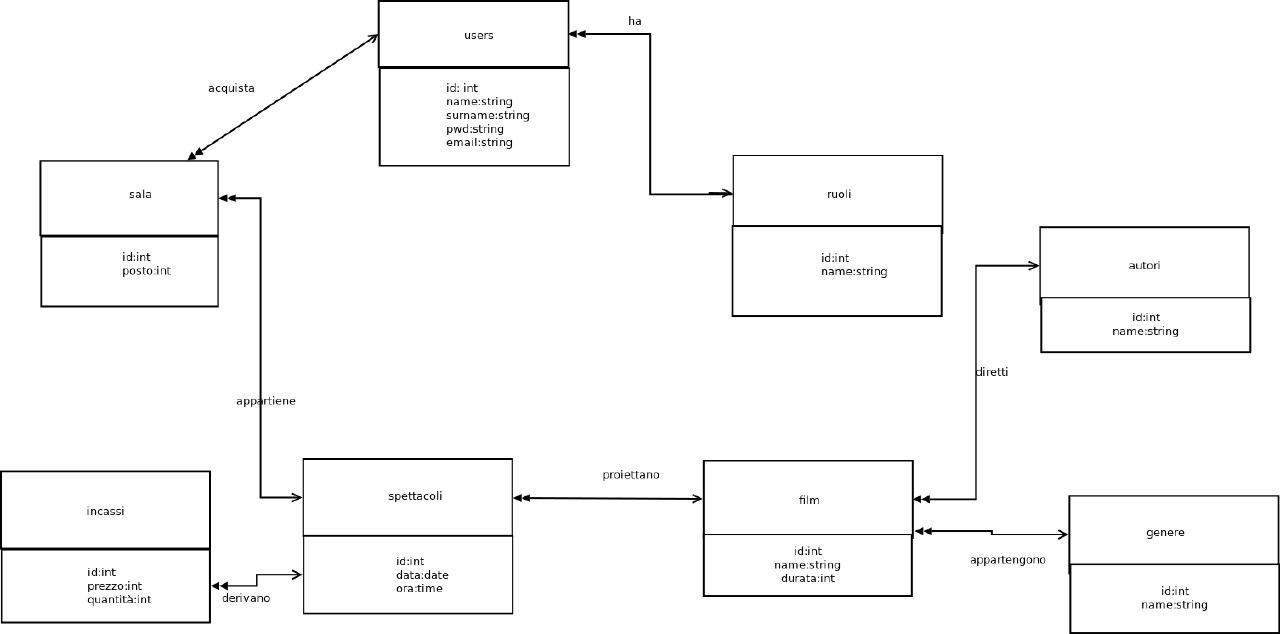 users
id: int
name:string
surname:string
pwd:string
email:string
ha
acquista
sala
id:int
posto:int
ruoli
id:int
name:string
autori
id:int
name:string
diretti
appartiene
incassi
id:int
prezzo:int
quantità:int
derivano
spettacoli
id:int
data:date
ora:time
proiettano
film
id:int
name:string
durata:int
appartengono
genere
id:int
name:string